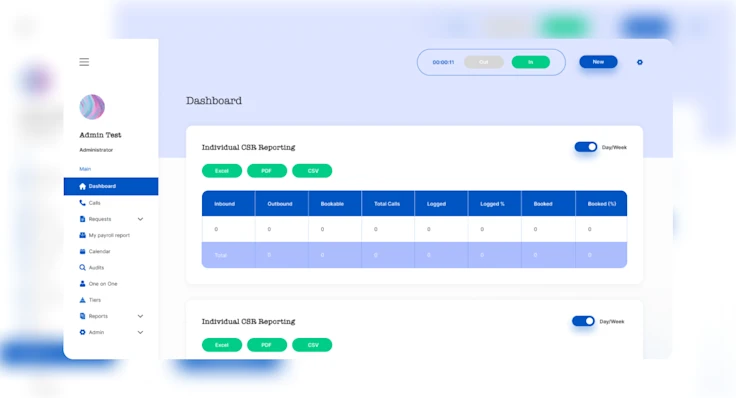 00:00:11
Out
In
New
Admin Test
Administrator
Main
Dashboard
Calls
Requests
My payroll report
Calendar
Audits
One on One
Tiers
Reports
Admin
Dashboard
Individual CSR Reporting
Day/Week
Excel PDF CSV
Inbound Outbound Bookable Total Calls Logged Logged % Booked Booked (%)
0 0 0 0 0 0 0 0
Total 0 0 0 0 0 0 0
Individual CSR Reporting
Day/Week
Excel PDF CSV